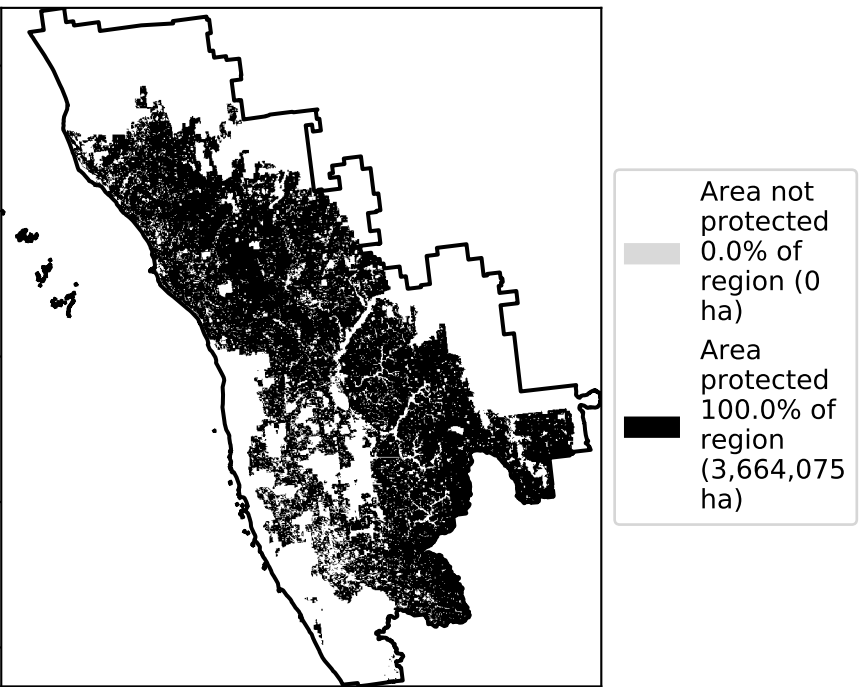 Area not
protected
0.0% of
region (0
ha)
Area
protected
100.0% of
region
(3,664,075
ha)